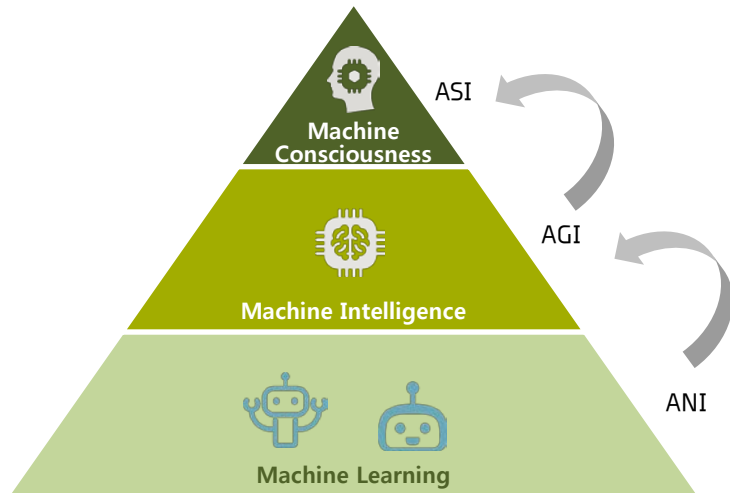 Machine
Consciousness
ASI
AGI
Machine Intelligence
ANI
Machine Learning